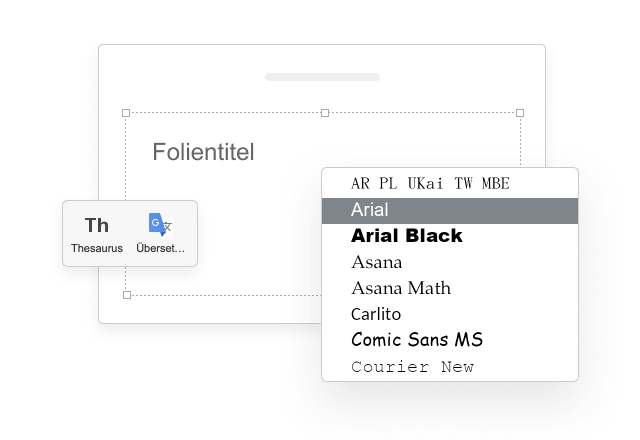 Folientitel
Th
Thesaurus
G
Überset...
AR PL UKai TW MBE
Arial
Arial Black
Asana
Asana Math
Carlito
Comic Sans MS
Courier New